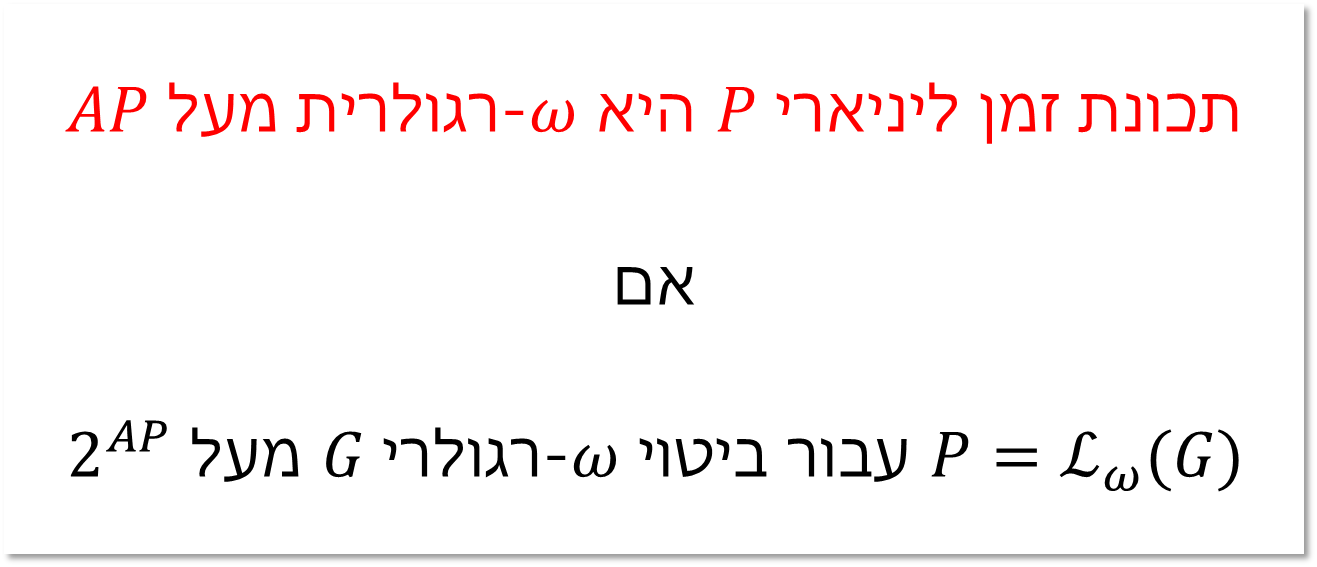 תכונת זמן ליניארי P היא ω-רגולרית מעל AP
אם
P = ℒ_ω(G) עבור ביטוי ω-רגולרי G מעל 2^AP